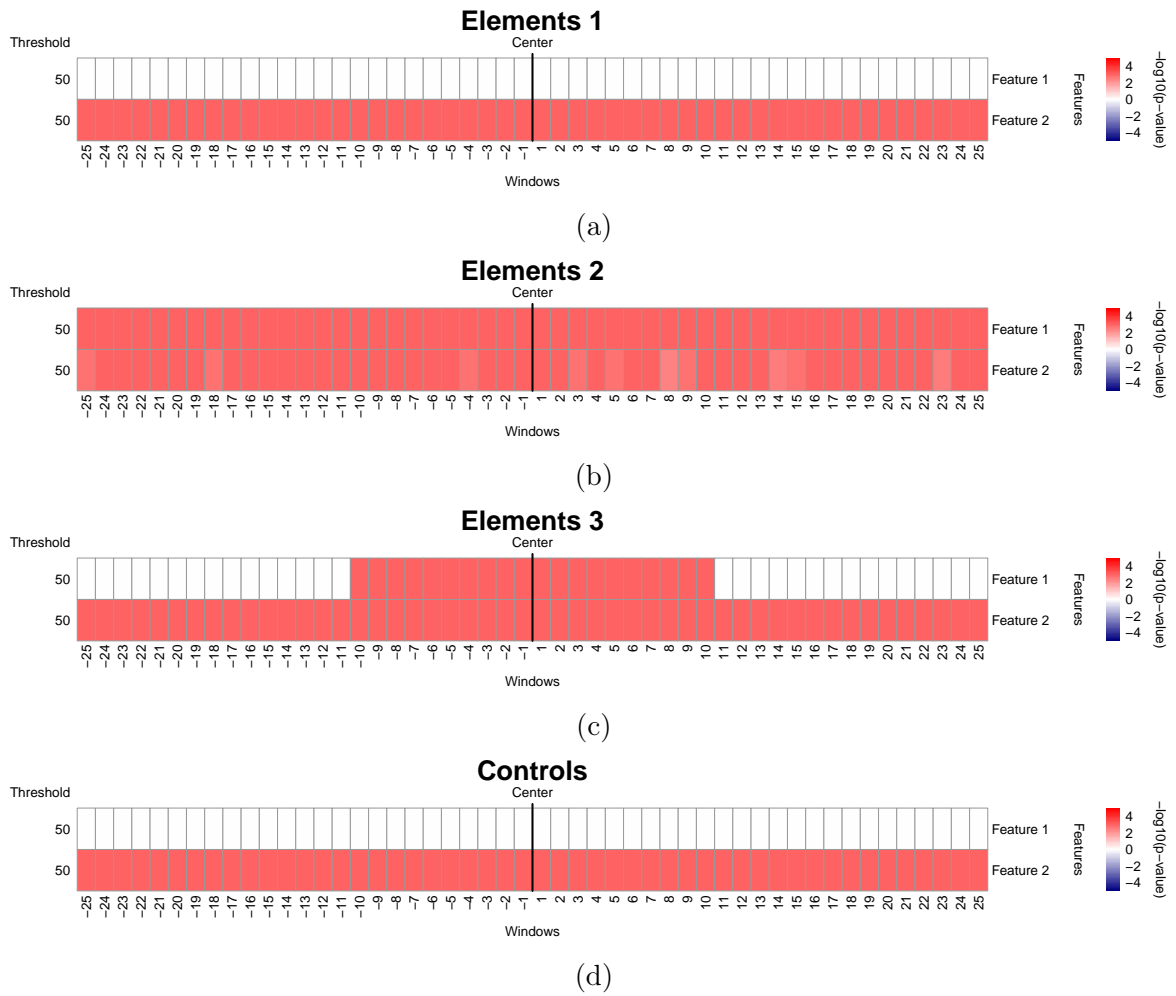 Elements 1
Threshold
Center
50
Feature 1
50
Feature 2
−25 −24 −23 −22 −21 −20 −19 −18 −17 −16 −15 −14 −13 −12 −11 −10 −9 −8 −7 −6 −5 −4 −3 −2 −1 1 2 3 4 5 6 7 8 9 10 11 12 13 14 15 16 17 18 19 20 21 22 23 24 25
Windows
Features
4
2
0
−2
−4
−log10(p−value)
(a)
Elements 2
Threshold
Center
50
Feature 1
50
Feature 2
−25 −24 −23 −22 −21 −20 −19 −18 −17 −16 −15 −14 −13 −12 −11 −10 −9 −8 −7 −6 −5 −4 −3 −2 −1 1 2 3 4 5 6 7 8 9 10 11 12 13 14 15 16 17 18 19 20 21 22 23 24 25
Windows
Features
4
2
0
−2
−4
−log10(p−value)
(b)
Elements 3
Threshold
Center
50
Feature 1
50
Feature 2
−25 −24 −23 −22 −21 −20 −19 −18 −17 −16 −15 −14 −13 −12 −11 −10 −9 −8 −7 −6 −5 −4 −3 −2 −1 1 2 3 4 5 6 7 8 9 10 11 12 13 14 15 16 17 18 19 20 21 22 23 24 25
Windows
Features
4
2
0
−2
−4
−log10(p−value)
(c)
Controls
Threshold
Center
50
Feature 1
50
Feature 2
−25 −24 −23 −22 −21 −20 −19 −18 −17 −16 −15 −14 −13 −12 −11 −10 −9 −8 −7 −6 −5 −4 −3 −2 −1 1 2 3 4 5 6 7 8 9 10 11 12 13 14 15 16 17 18 19 20 21 22 23 24 25
Windows
Features
4
2
0
−2
−4
−log10(p−value)
(d)